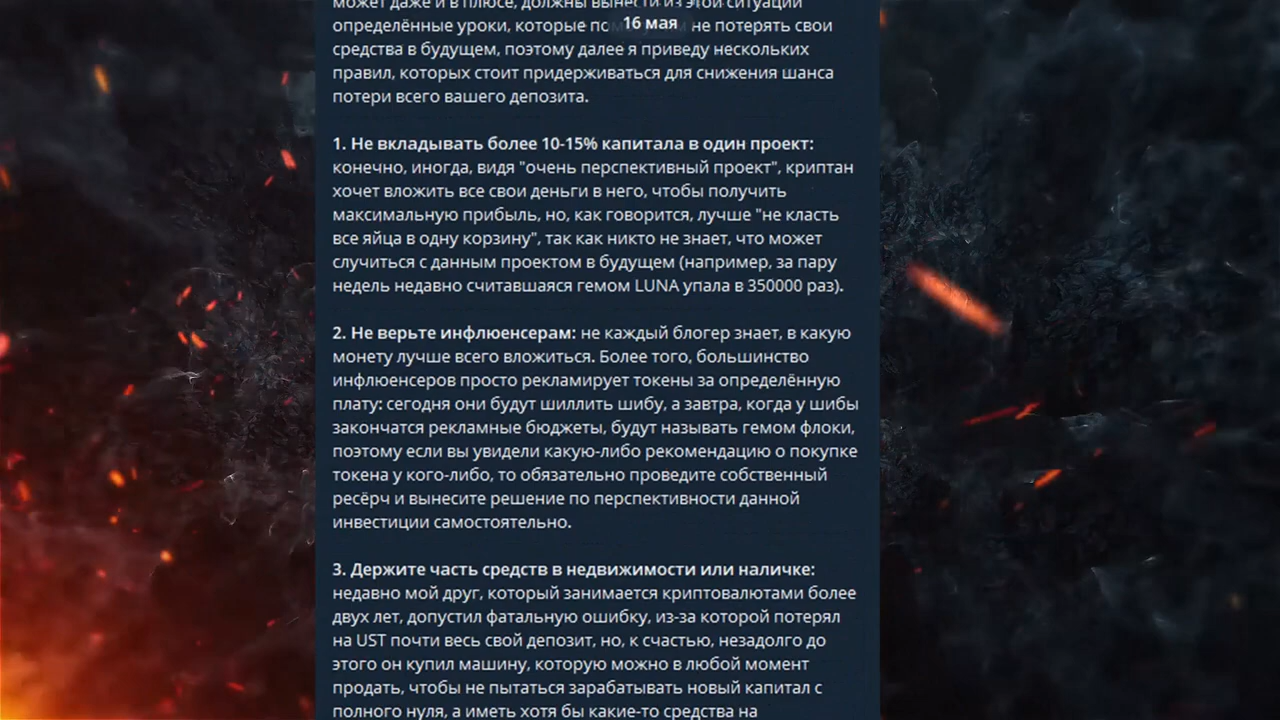 может даже и в плюсе, должны вынести из этой ситуации
16 мая
определённые уроки, которые не потерять свои
средства в будущем, поэтому далее я приведу нескольких
правил, которых стоит придерживаться для снижения шанса
потери всего вашего депозита.
1. Не вкладывать более 10-15% капитала в один проект:
конечно, иногда, видя "очень перспективный проект", криптан
хочет вложить все свои деньги в него, чтобы получить
максимальную прибыль, но, как говорится, лучше "не класть
все яйца в одну корзину", так как никто не знает, что может
случиться с данным проектом в будущем (например, за пару
недель недавно считавшаяся гемом LUNA упала в 350000 раз).
2. Не верьте инфлюенсерам: не каждый блогер знает, в какую
монету лучше всего вложиться. Более того, большинство
инфлюенсеров просто рекламирует токены за определённую
плату: сегодня они будут шиллить шибу, а завтра, когда у шибы
закончатся рекламные бюджеты, будут называть гемом флоки,
поэтому если вы увидели какую-либо рекомендацию о покупке
токена у кого-либо, то обязательно проведите собственный
ресёрч и вынесите решение по перспективности данной
инвестиции самостоятельно.
3. Держите часть средств в недвижимости или наличке:
недавно мой друг, который занимается криптовалютами более
двух лет, допустил фатальную ошибку, из-за которой потерял
на UST почти весь свой депозит, но, к счастью, незадолго до
этого он купил машину, которую можно в любой момент
продать, чтобы не пытаться зарабатывать новый капитал с
полного нуля, а иметь хотя бы какие-то средства на